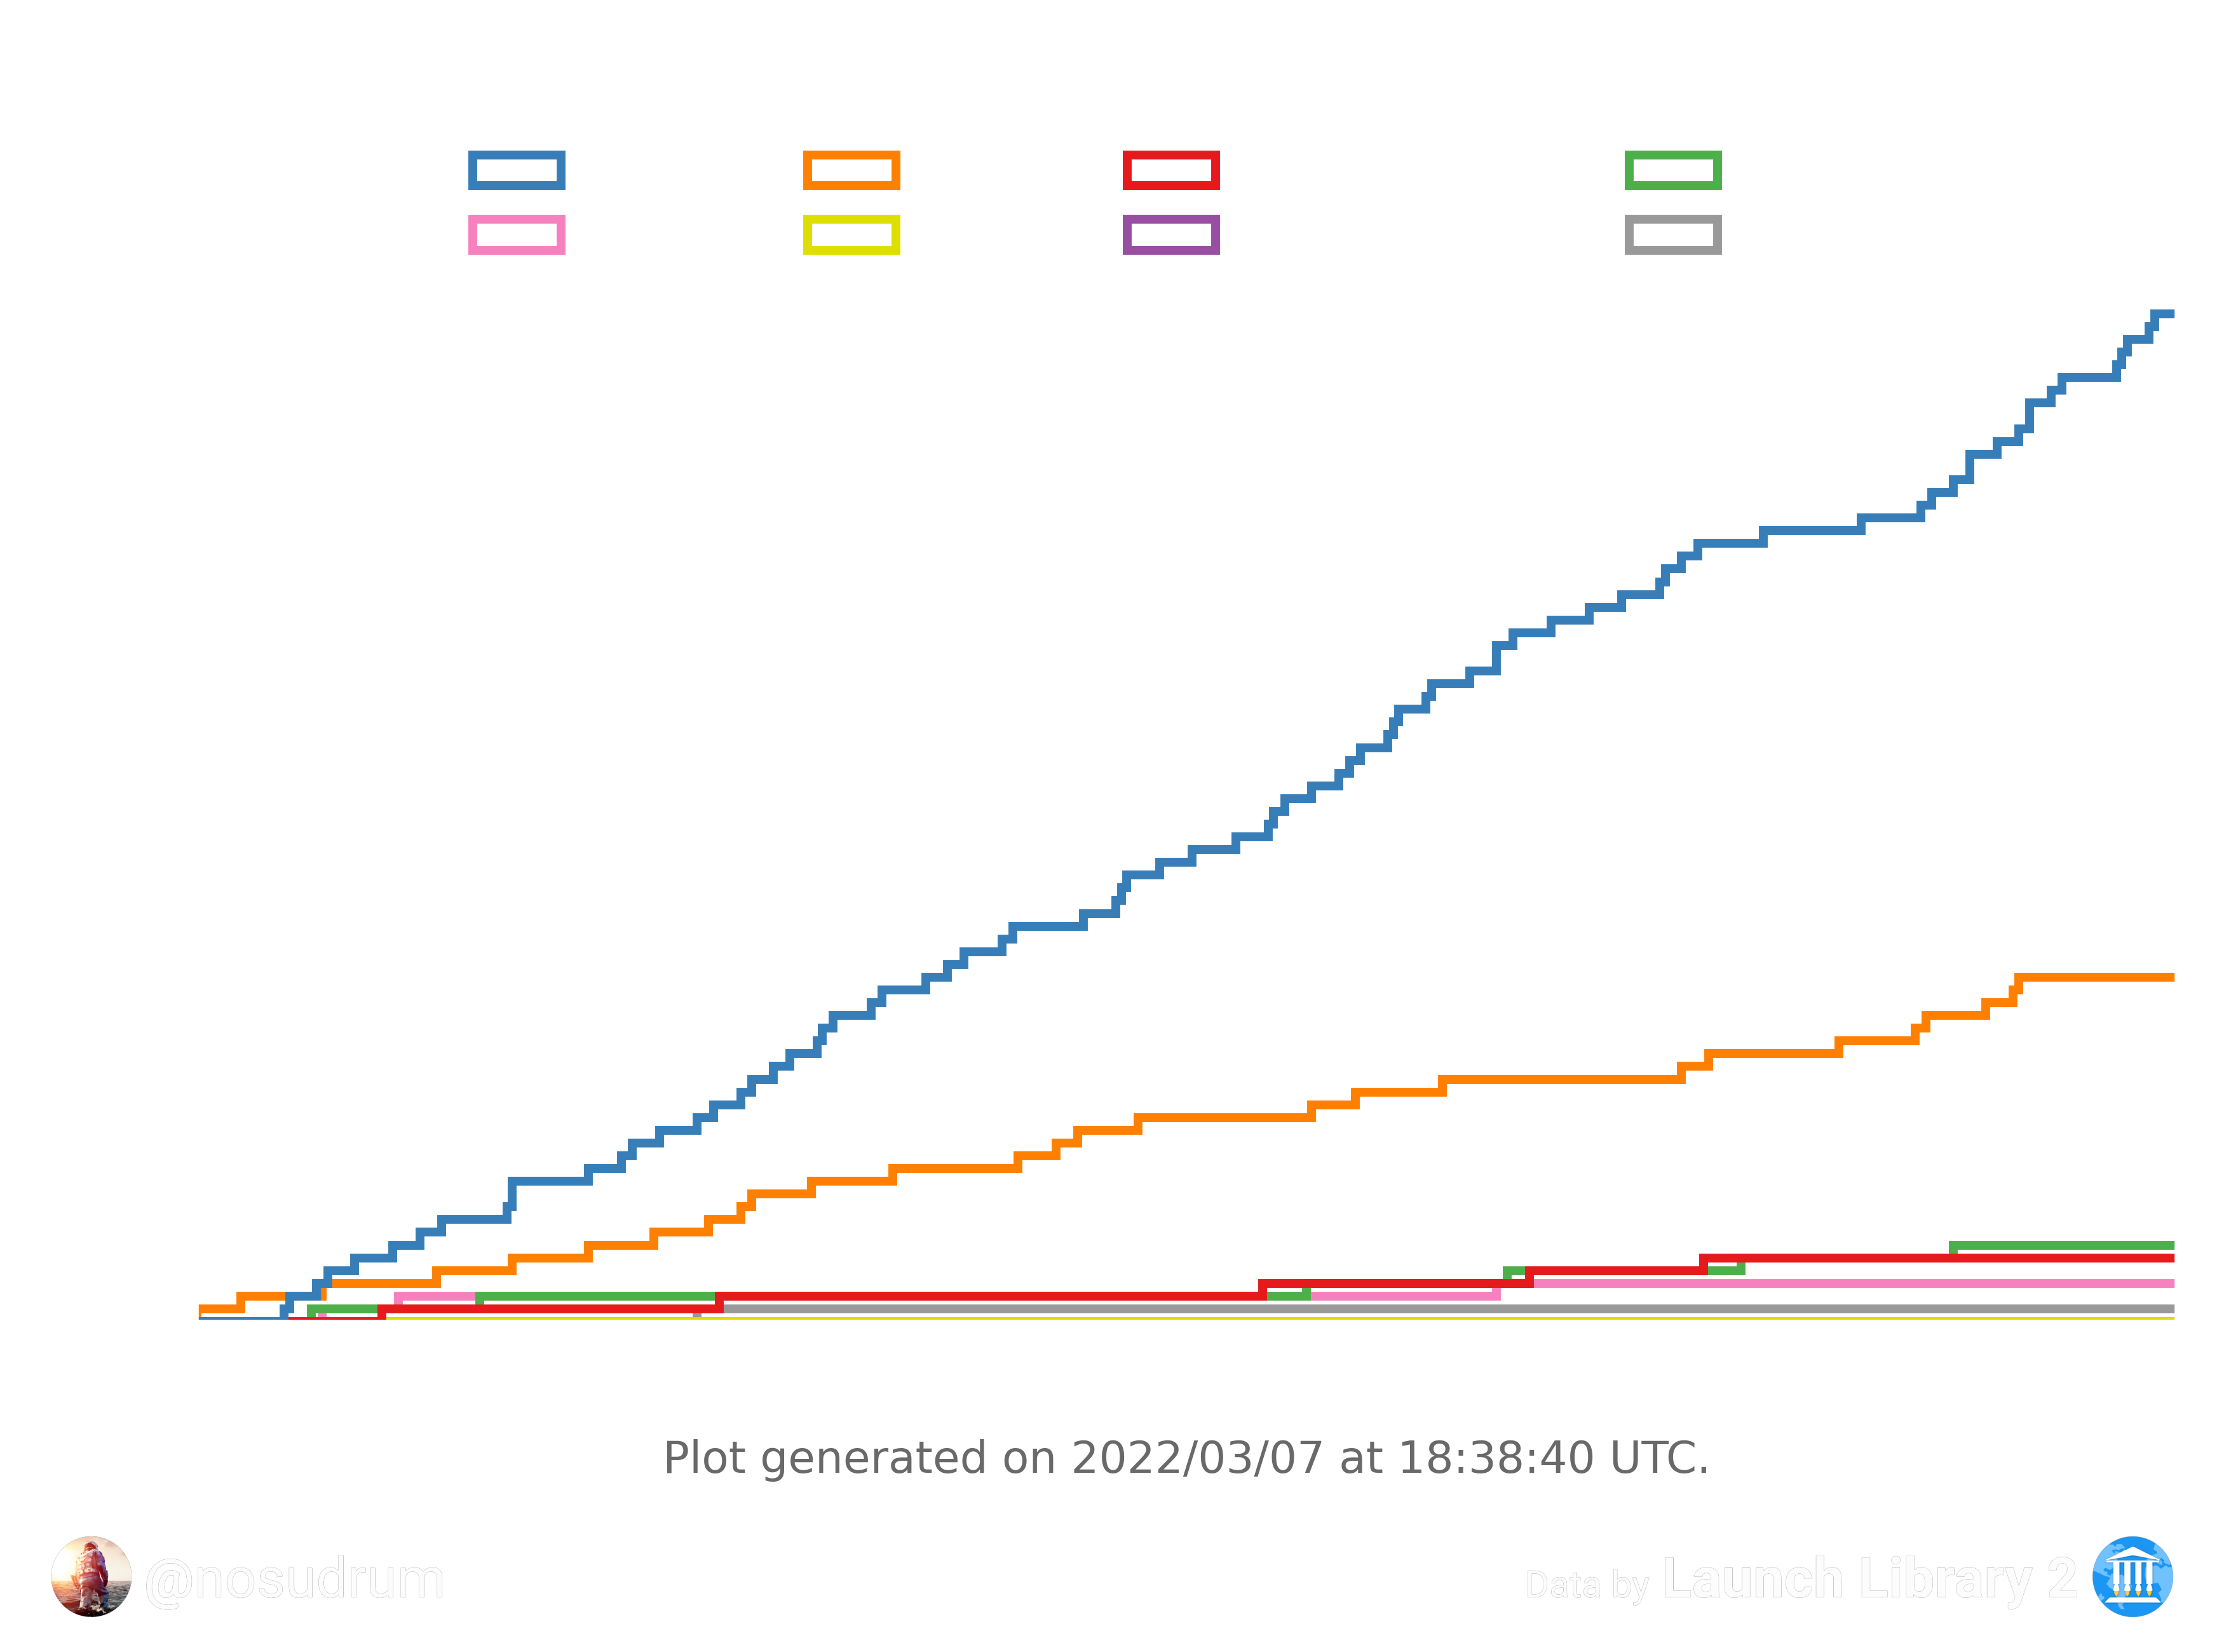 Plot generated on 2022/03/07 at 18:38:40 UTC.
@nosudrum
Data by Launch Library 2